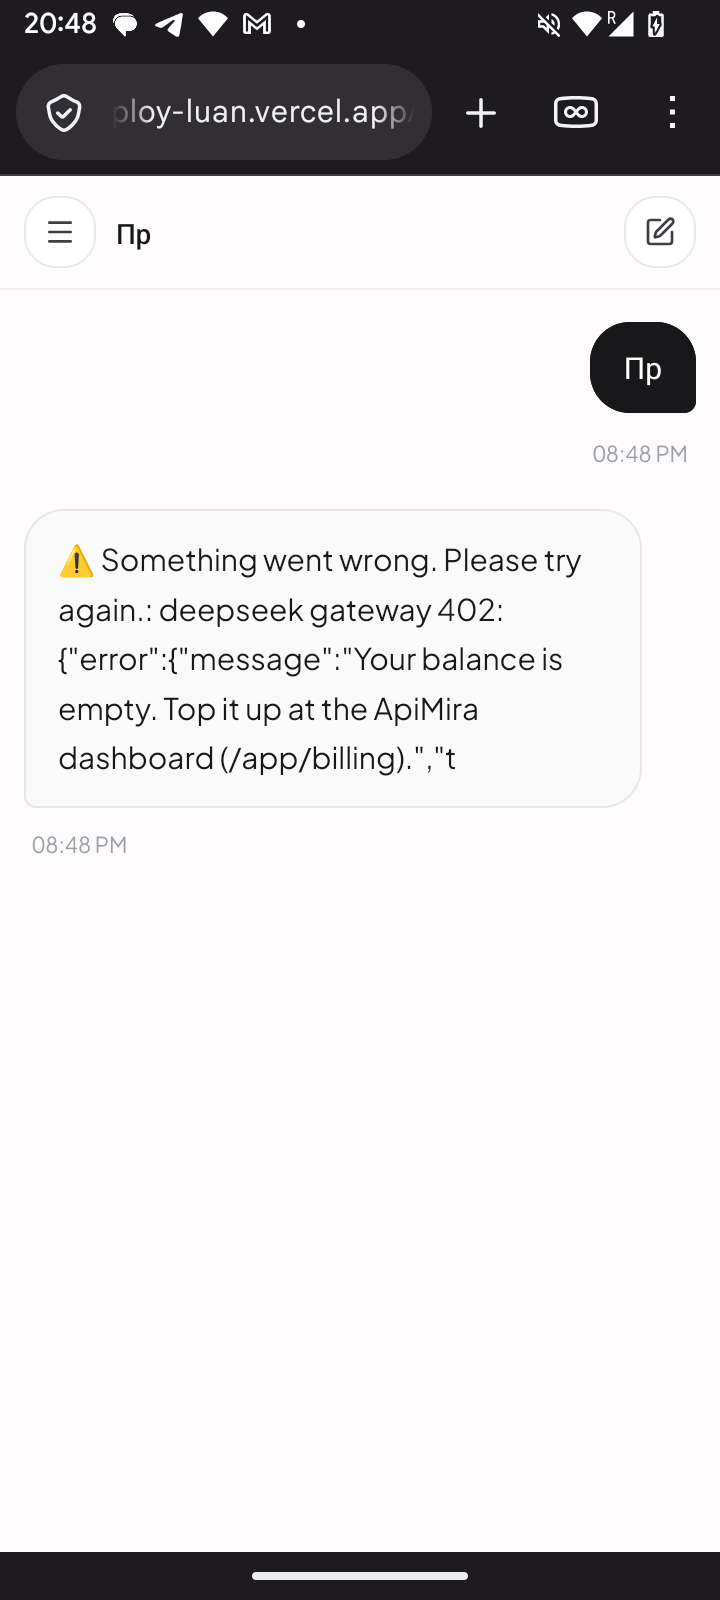 20:48
R
ploy-luan.vercel.app/
Пр
Пр
08:48 PM
⚠️ Something went wrong. Please try
again.: deepseek gateway 402:
{"error":{"message":"Your balance is
empty. Top it up at the ApiMira
dashboard (/app/billing).","t
08:48 PM